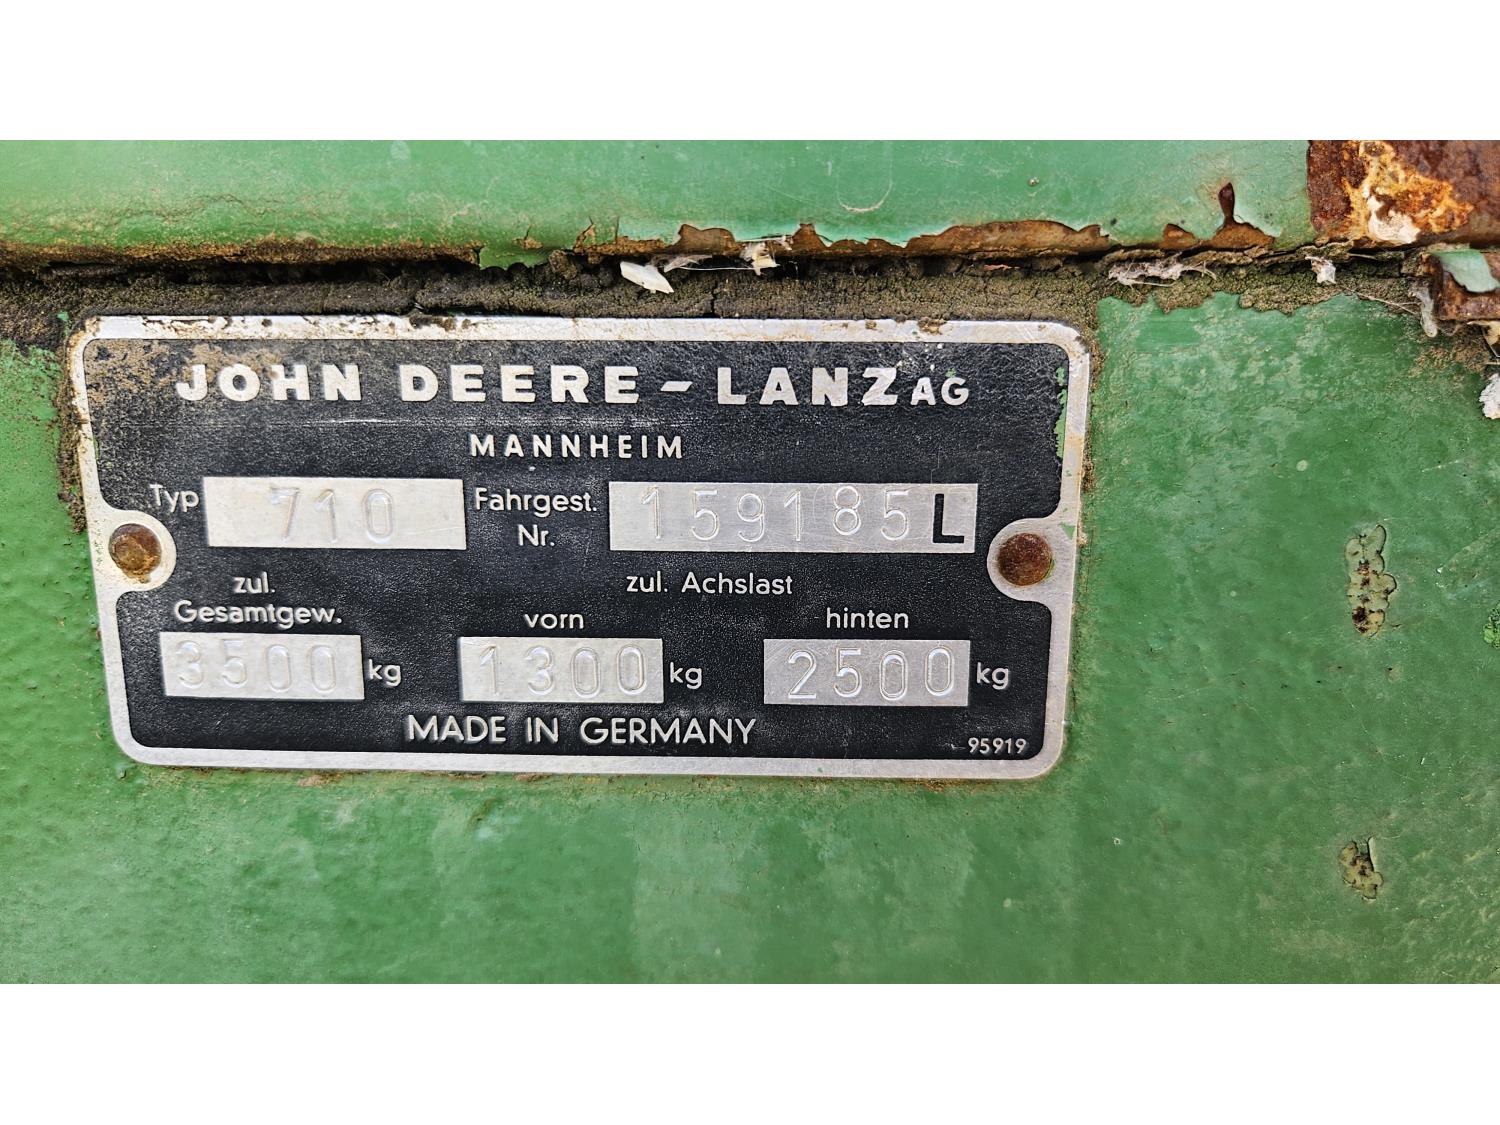 JOHN DEERE - LANZ AG
MANNHEIM
Typ 710 Fahrgest. Nr. 159185 L
zul. Gesamtgew. zul. Achslast
vorn hinten
3500 kg 1300 kg 2500 kg
MADE IN GERMANY
95919